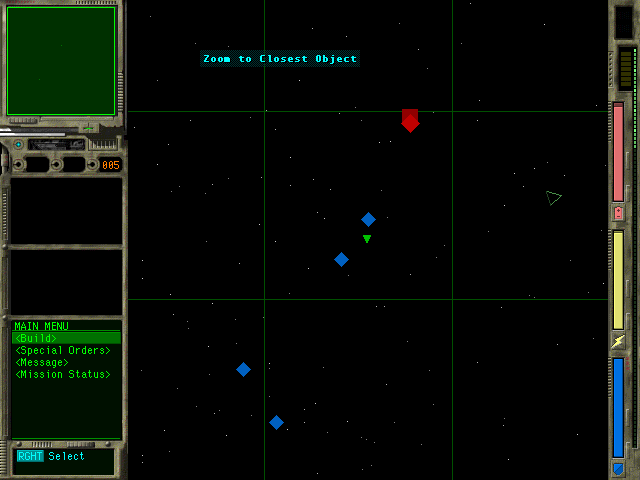 Zoom to Closest Object
005
MAIN MENU
<Build>
<Special Orders>
<Message>
<Mission Status>
RGHT Select